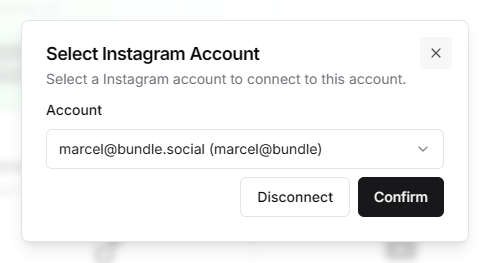 Select Instagram Account
Select a Instagram account to connect to this account.
Account
marcel@bundle.social (marcel@bundle)
Disconnect
Confirm